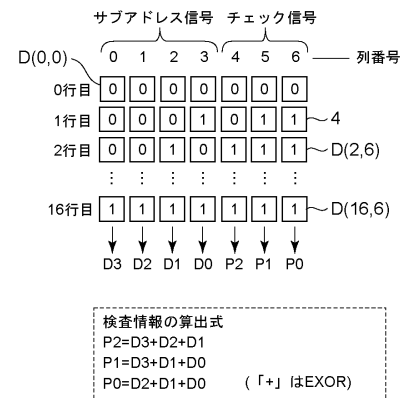 サブアドレス信号 チェック信号
D(0,0) 0 1 2 3 4 5 6 列番号
0行目 0 0 0 0 0 0 0
1行目 0 0 0 1 0 1 1 4
2行目 0 0 1 0 1 1 1 D(2,6)
⋮ ⋮ ⋮ ⋮ ⋮ ⋮ ⋮
16行目 1 1 1 1 1 1 1 D(16,6)
D3 D2 D1 D0 P2 P1 P0
検査情報の算出式
P2=D3+D2+D1
P1=D3+D1+D0
P0=D2+D1+D0 (「+」はEXOR)